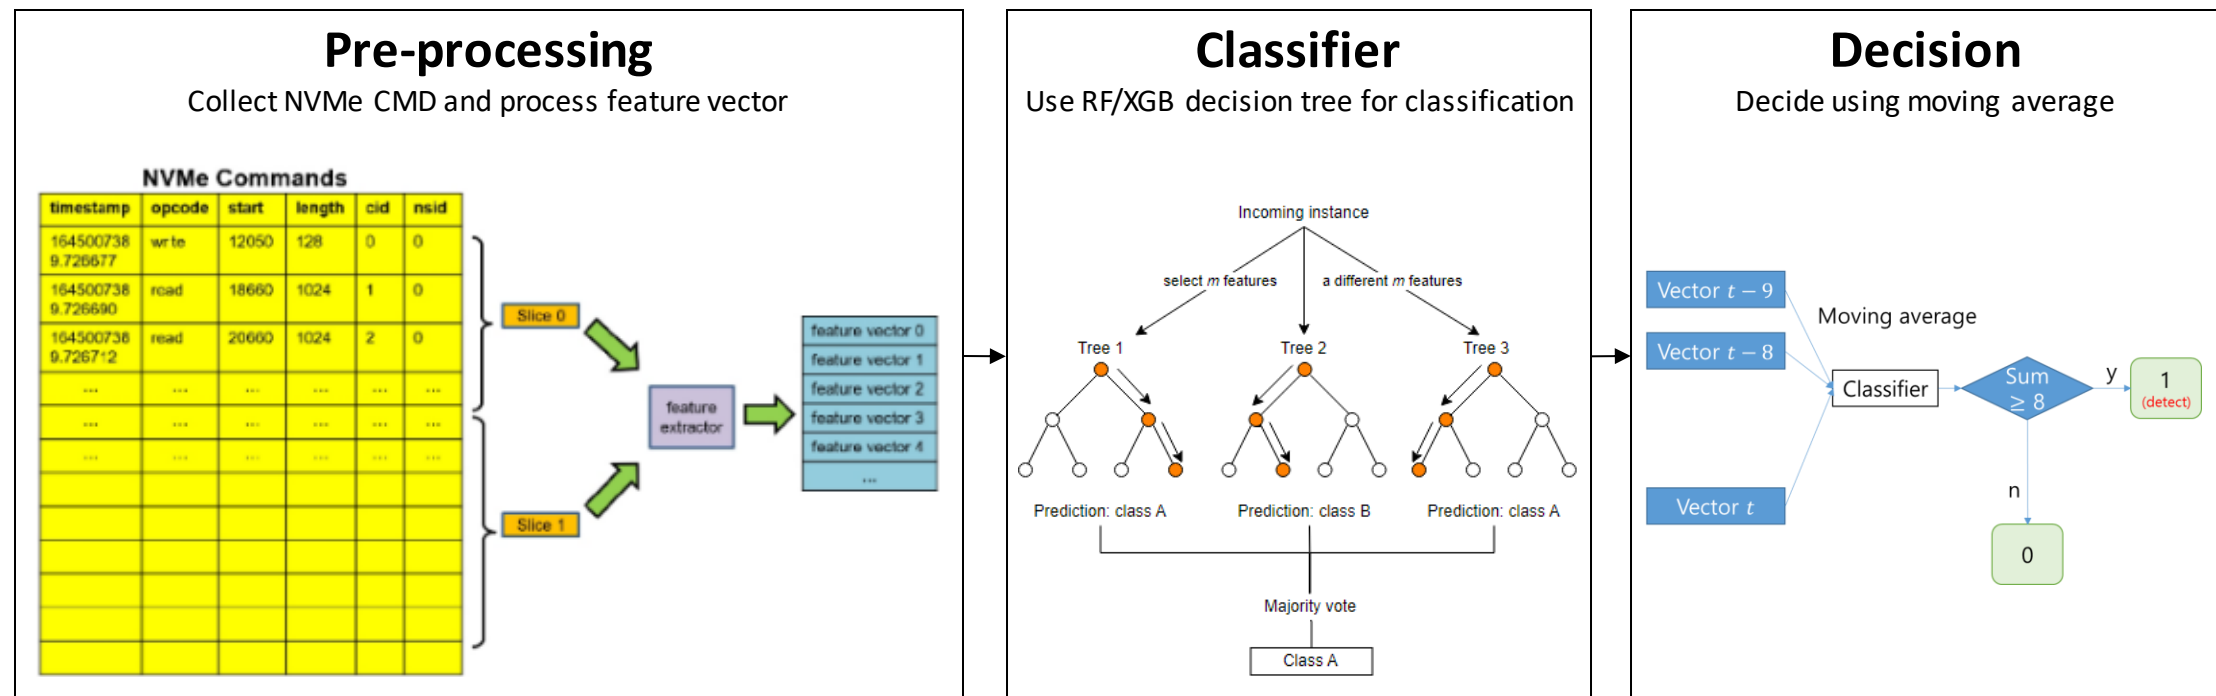 Pre-processing
Collect NVMe CMD and process feature vector
NVMe Commands
timestamp opcode start length cid nsid
164500738 wrte 12050 128 0 0
9.726677
164500738 read 18660 1024 1 0
9.726690
164500738 read 20660 1024 2 0
9.726712
... ... ... ... ... ...
... ... ... ... ... ...
... ... ... ... ... ...
Slice 0
Slice 1
feature
extractor
feature vector 0
feature vector 1
feature vector 2
feature vector 3
feature vector 4
...
Classifier
Use RF/XGB decision tree for classification
Incoming instance
select m features
a different m features
Tree 1 Tree 2 Tree 3
Prediction: class A Prediction: class B Prediction: class A
Majority vote
Class A
Decision
Decide using moving average
Vector t − 9
Moving average
Vector t − 8
Classifier
Sum
≥ 8
y
1
(detect)
Vector t
n
0